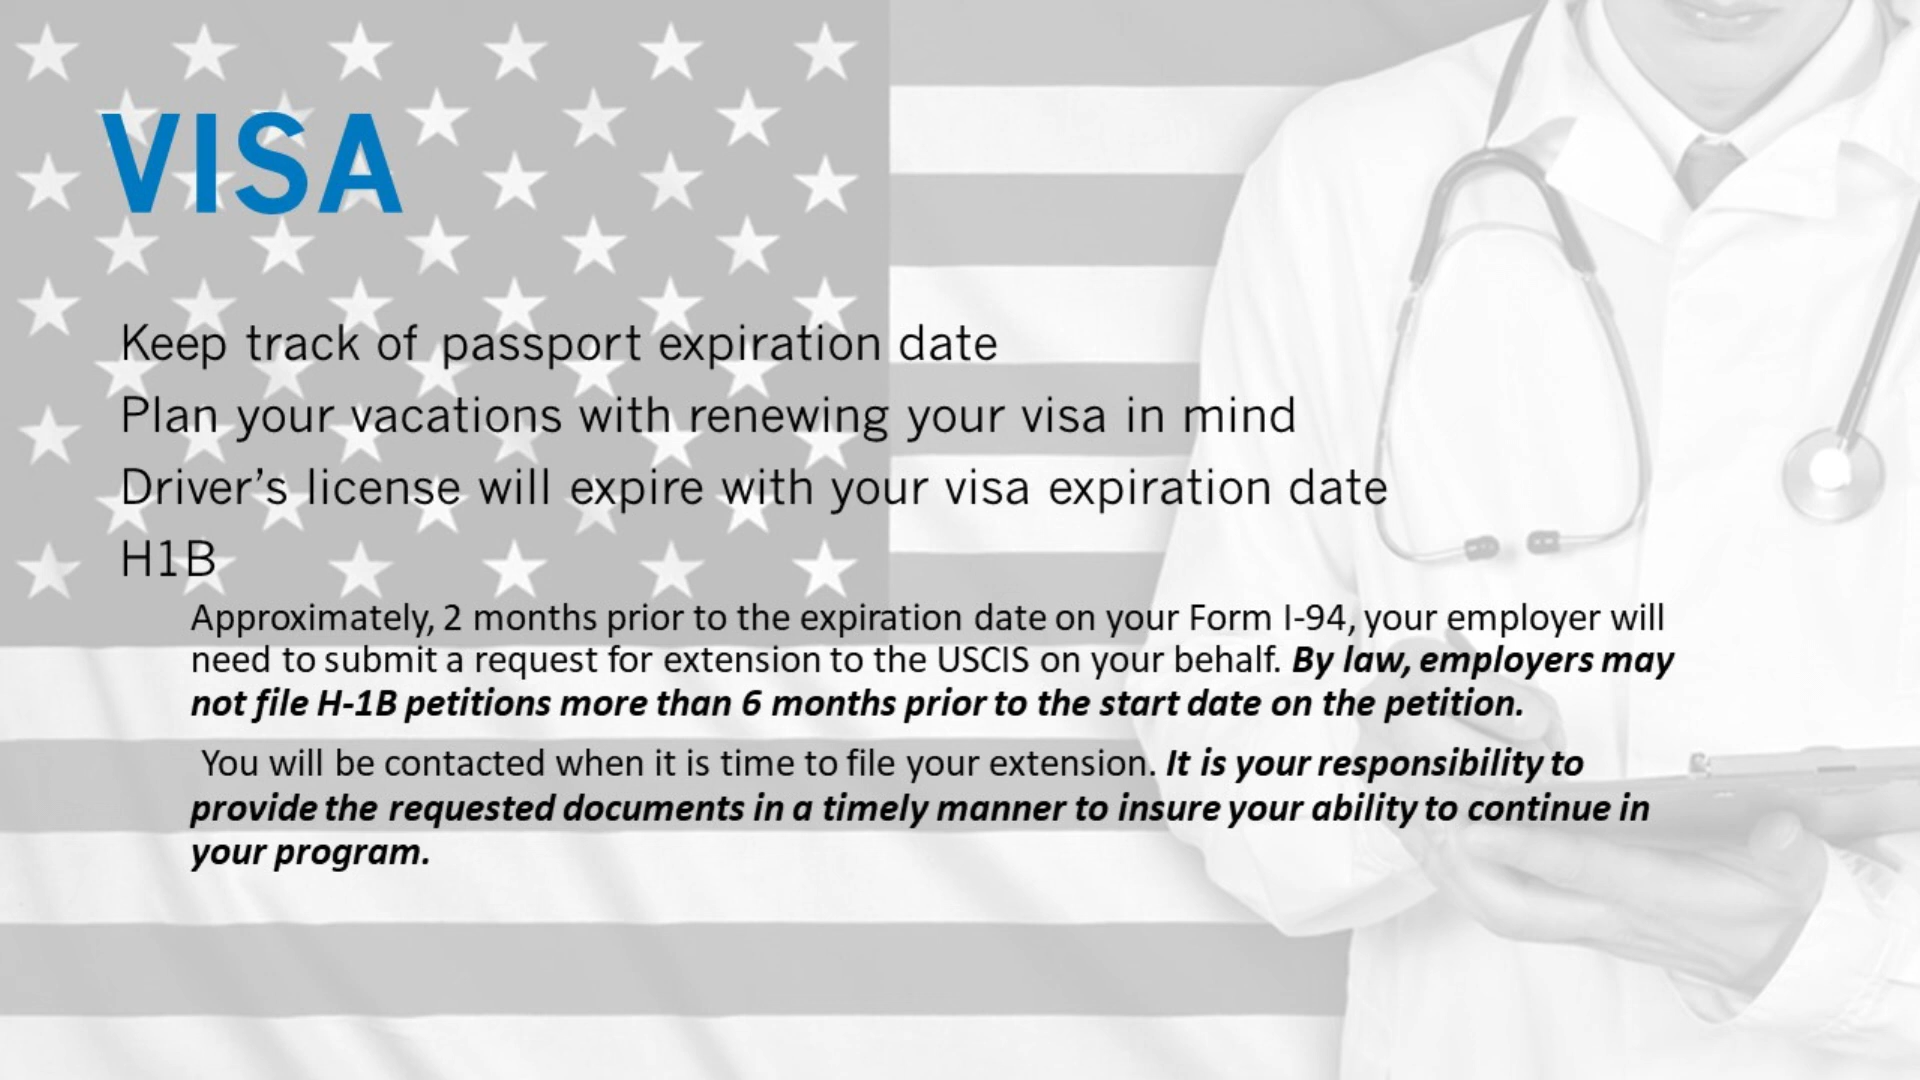 VISA
Keep track of passport expiration date
Plan your vacations with renewing your visa in mind
Driver’s license will expire with your visa expiration date
H1B
Approximately, 2 months prior to the expiration date on your Form I-94, your employer will
need to submit a request for extension to the USCIS on your behalf. By law, employers may
not file H-1B petitions more than 6 months prior to the start date on the petition.
You will be contacted when it is time to file your extension. It is your responsibility to
provide the requested documents in a timely manner to insure your ability to continue in
your program.